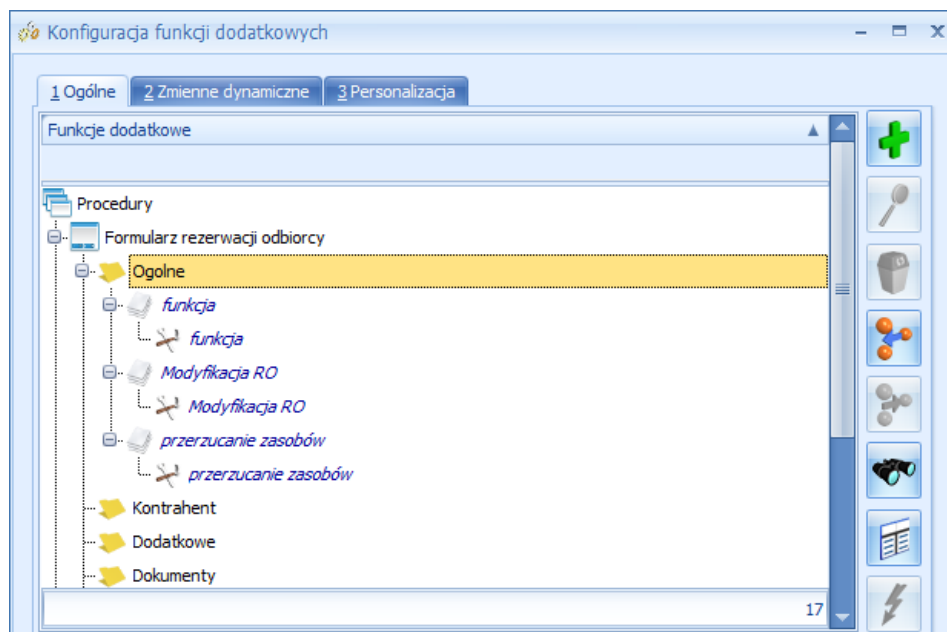 Konfiguracja funkcji dodatkowych
1 Ogólne 2 Zmienne dynamiczne 3 Personalizacja
Funkcje dodatkowe
Procedury
Formularz rezerwacji odbiorcy
Ogolne
funkcja
funkcja
Modyfikacja RO
Modyfikacja RO
przerzucanie zasobów
przerzucanie zasobów
Kontrahent
Dodatkowe
Dokumenty
17